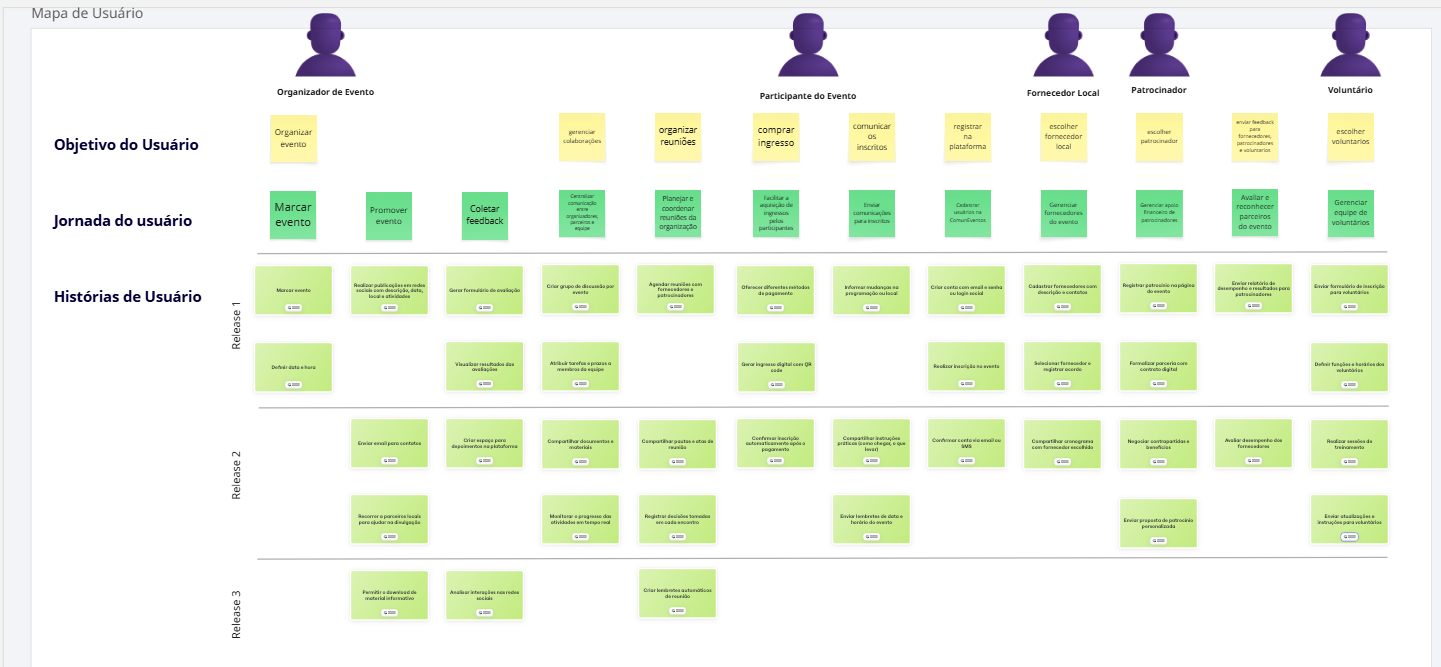 Mapa de Usuário
Organizador de Evento
Participante do Evento
Fornecedor Local
Patrocinador
Voluntário
Objetivo do Usuário
Organizar
evento
gerenciar
colaborações
organizar
reuniões
comprar
ingresso
comunicar
os
inscritos
registrar
na
plataforma
escolher
fornecedor
local
escolher
patrocinador
enviar feedback
para
fornecedores,
patrocinadores
e voluntarios
escolher
voluntarios
Jornada do usuário
Marcar
evento
Promover
evento
Coletar
feedback
Centralizar
comunicação
entre
organizadores,
parceiros e
equipe
Planejar e
coordenar
reuniões da
organização
Facilitar a
aquisição de
ingressos
pelos
participantes
Enviar
comunicações
para inscritos
Cadastrar
usuários na
ComunEventos
Gerenciar
fornecedores
do evento
Gerenciar apoio
financeiro de
patrocinadores
Avaliar e
reconhecer
parceiros
do evento
Gerenciar
equipe de
voluntários
Histórias de Usuário
Release 1
Marcar evento
Realizar publicações em redes
sociais com descrição, data,
local e atividades
Gerar formulário de avaliação
Criar grupo de discussão por
evento
Agendar reuniões com
fornecedores e
patrocinadores
Oferecer diferentes métodos
de pagamento
Informar mudanças na
programação ou local
Criar conta com email e senha
ou login social
Cadastrar fornecedores com
descrição e contatos
Registrar patrocínio na página
do evento
Enviar relatório de
desempenho e resultados para
patrocinadores
Enviar formulário de inscrição
para voluntários
Definir data e hora
Visualizar resultados das
avaliações
Atribuir tarefas e prazos a
membros da equipe
Gerar ingresso digital com QR
code
Realizar inscrição no evento
Selecionar fornecedor e
registrar acordo
Formalizar parceria com
contrato digital
Definir funções e horários dos
voluntários
Release 2
Enviar email para contatos
Criar espaço para
depoimentos na plataforma
Compartilhar documentos e
materiais
Compartilhar pautas e atas de
reunião
Confirmar inscrição
automaticamente após o
pagamento
Compartilhar instruções
práticas (como chegar, o que
levar)
Confirmar conta via email ou
SMS
Compartilhar cronograma
com fornecedor escolhido
Negociar contrapartidas e
benefícios
Avaliar desempenho dos
fornecedores
Realizar sessões de
treinamento
Recorrer a parceiros locais
para ajudar na divulgação
Monitorar o progresso das
atividades em tempo real
Registrar decisões tomadas
em cada encontro
Enviar lembretes de data e
horário do evento
Enviar proposta de patrocínio
personalizada
Enviar atualizações e
instruções para voluntários
Release 3
Permitir o download de
material informativo
Analisar interações nas redes
sociais
Criar lembretes automáticos
de reunião